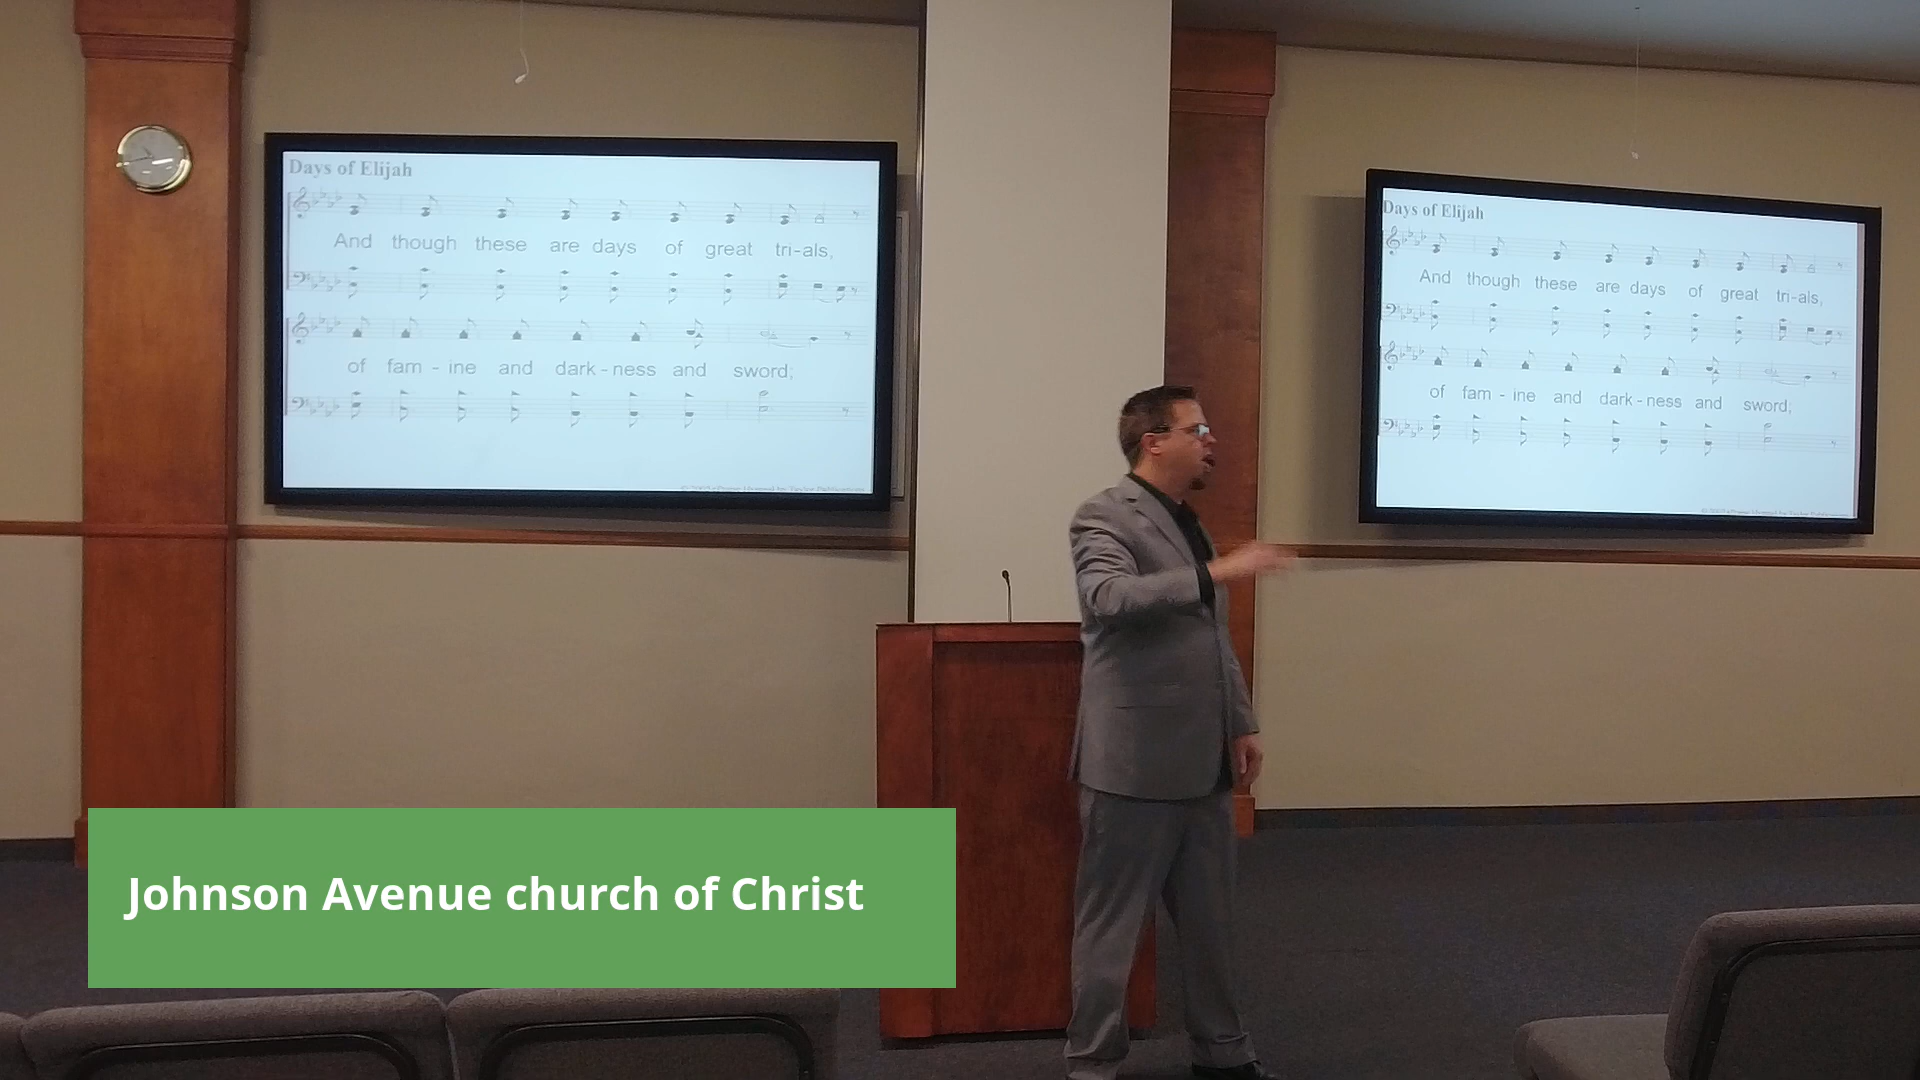 Days of Elijah
And though these are days of great tri-als,
of fam - ine and dark - ness and sword;
Days of Elijah
And though these are days of great tri-als,
of fam - ine and dark - ness and sword;
Johnson Avenue church of Christ